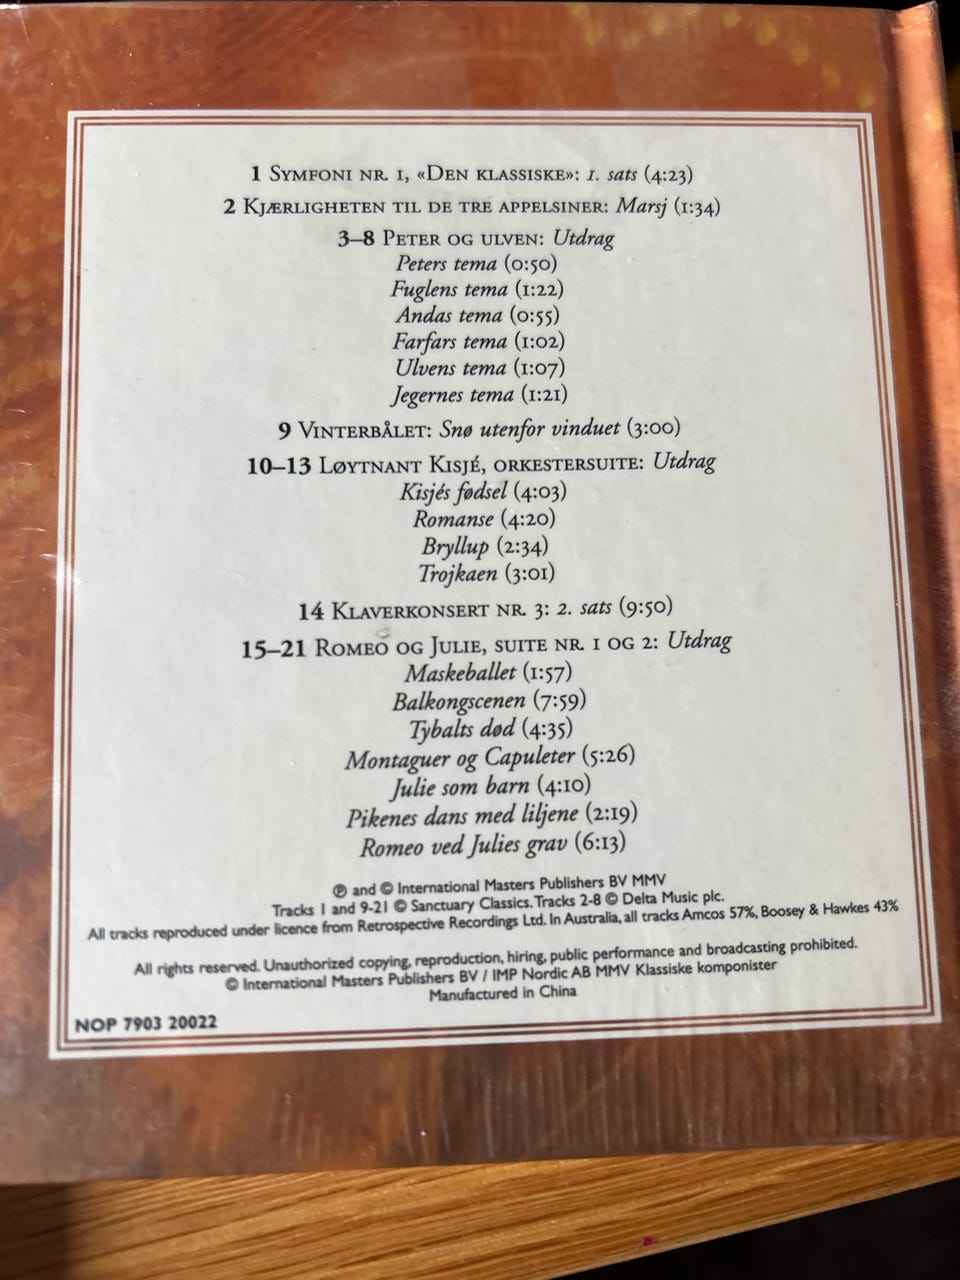 1 Symfoni nr. 1, «Den klassiske»: 1. sats (4:23)
2 Kjærligheten til de tre appelsiner: Marsj (1:34)
3–8 Peter og ulven: Utdrag
Peters tema (0:50)
Fuglens tema (1:22)
Andas tema (0:55)
Farfars tema (1:02)
Ulvens tema (1:07)
Jegernes tema (1:21)
9 Vinterbålet: Snø utenfor vinduet (3:00)
10–13 Løytnant Kisjé, orkestersuite: Utdrag
Kisjés fødsel (4:03)
Romanse (4:20)
Bryllup (2:34)
Trojkaen (3:01)
14 Klaverkonsert nr. 3: 2. sats (9:50)
15–21 Romeo og Julie, suite nr. 1 og 2: Utdrag
Maskeballet (1:57)
Balkongscenen (7:59)
Tybalts død (4:35)
Montaguer og Capuleter (5:26)
Julie som barn (4:10)
Pikenes dans med liljene (2:19)
Romeo ved Julies grav (6:13)
℗ and © International Masters Publishers BV MMV
Tracks 1 and 9-21 © Sanctuary Classics. Tracks 2-8 © Delta Music plc.
All tracks reproduced under licence from Retrospective Recordings Ltd. In Australia, all tracks Amcos 57%, Boosey & Hawkes 43%
All rights reserved. Unauthorized copying, reproduction, hiring, public performance and broadcasting prohibited.
© International Masters Publishers BV / IMP Nordic AB MMV Klassiske komponister
Manufactured in China
NOP 7903 20022